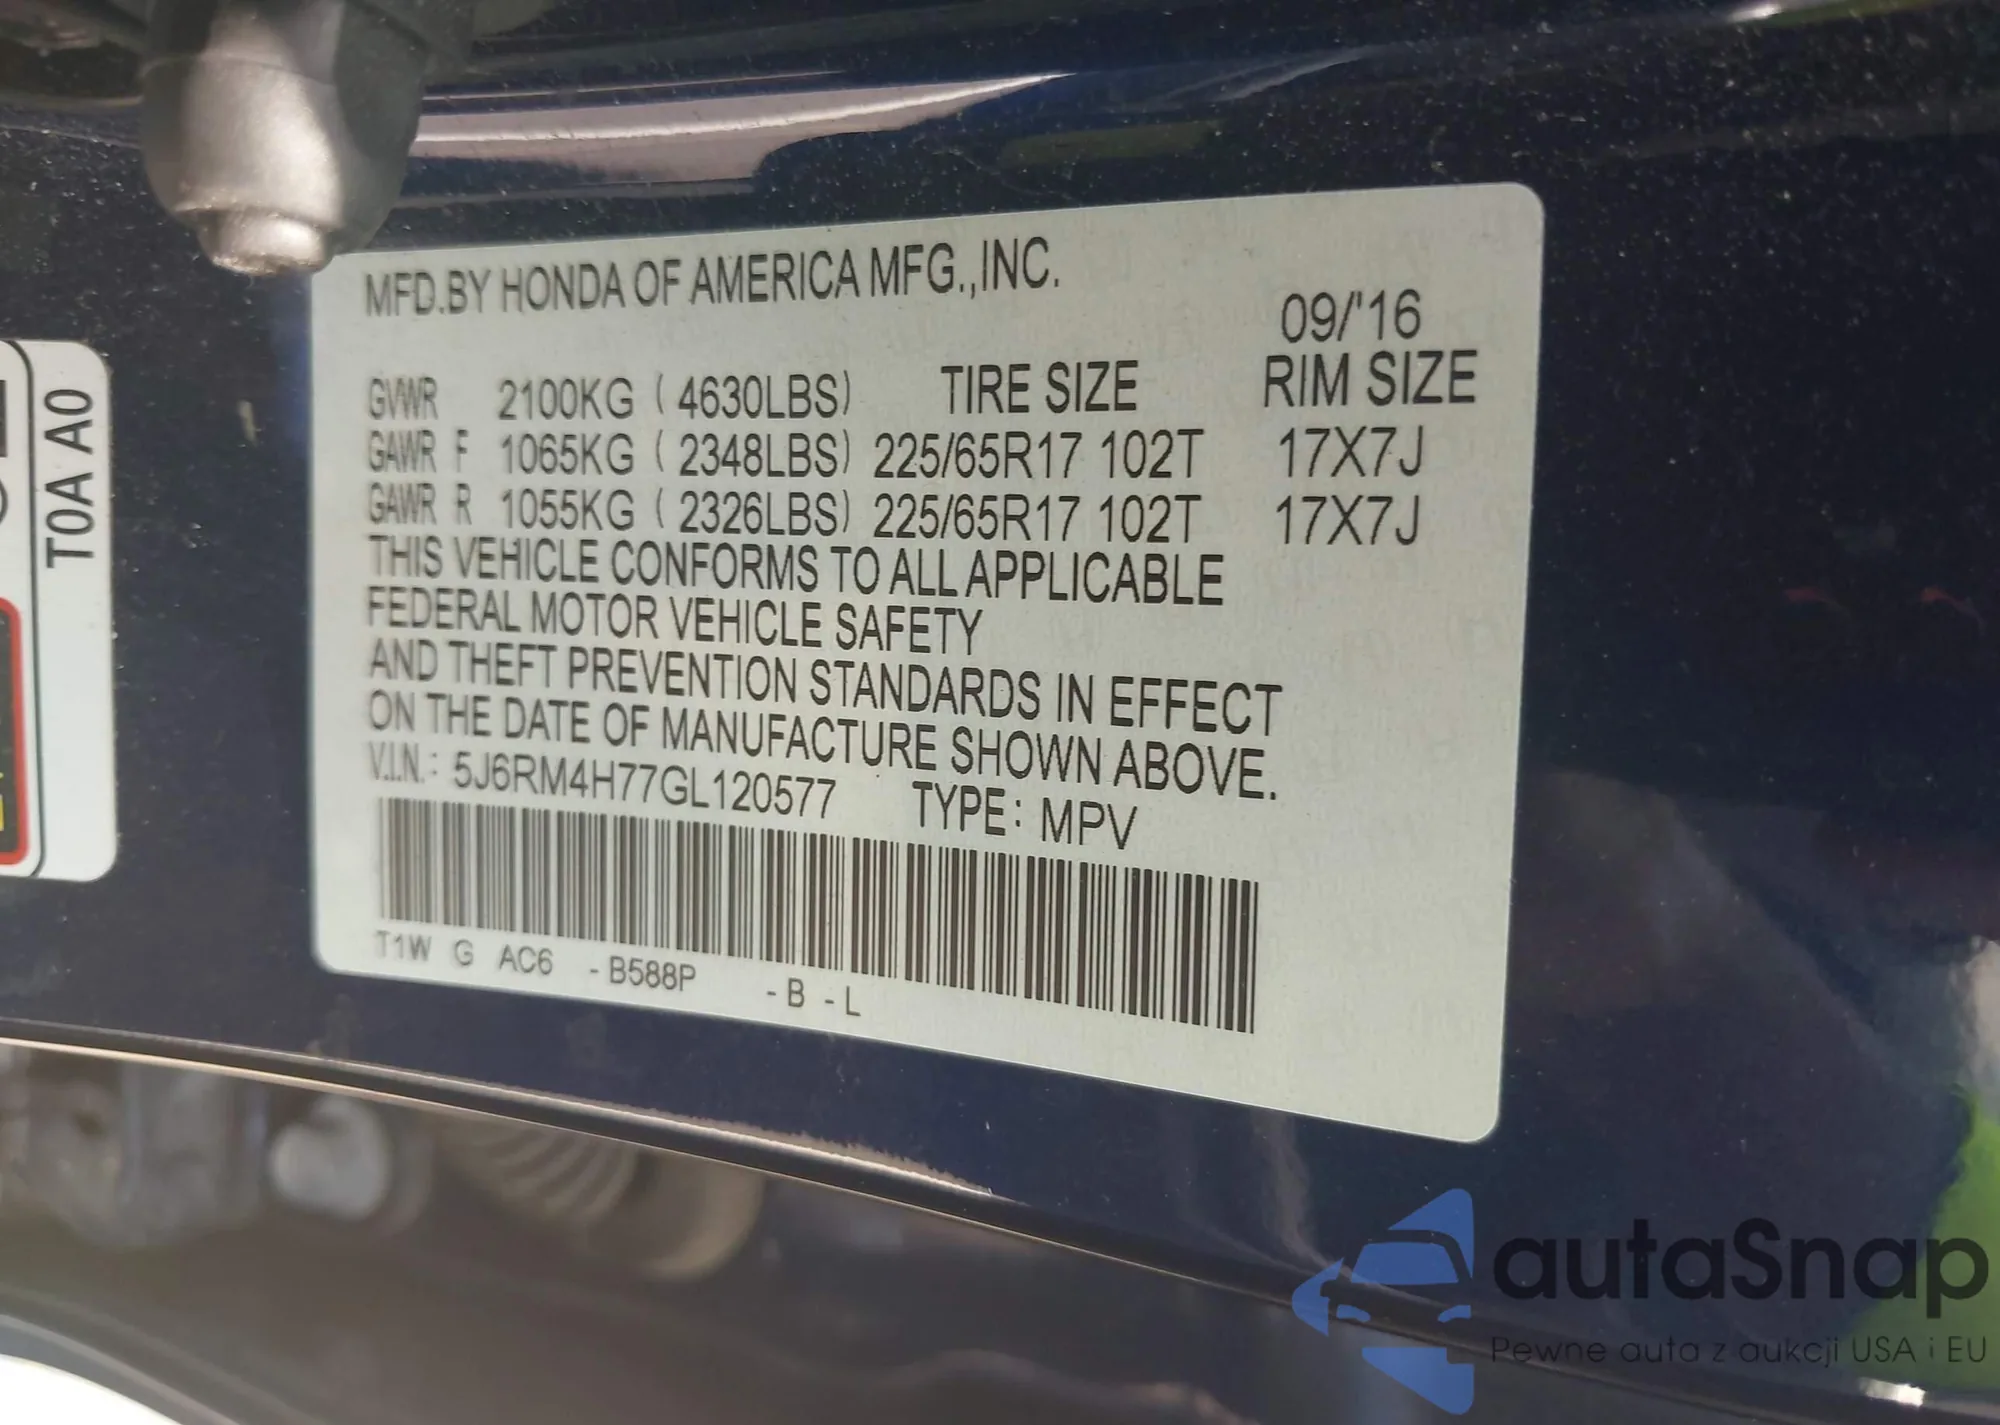 MFD.BY HONDA OF AMERICA MFG.,INC.
09/'16
GVWR 2100KG (4630LBS) TIRE SIZE RIM SIZE
GAWR F 1065KG (2348LBS) 225/65R17 102T 17X7J
GAWR R 1055KG (2326LBS) 225/65R17 102T 17X7J
THIS VEHICLE CONFORMS TO ALL APPLICABLE
FEDERAL MOTOR VEHICLE SAFETY
AND THEFT PREVENTION STANDARDS IN EFFECT
ON THE DATE OF MANUFACTURE SHOWN ABOVE.
V.I.N.: 5J6RM4H77GL120577 TYPE: MPV
T1W G AC6 -B588P -B -L
T0A A0
autaSnap
Pewne auta z aukcji USA i EU